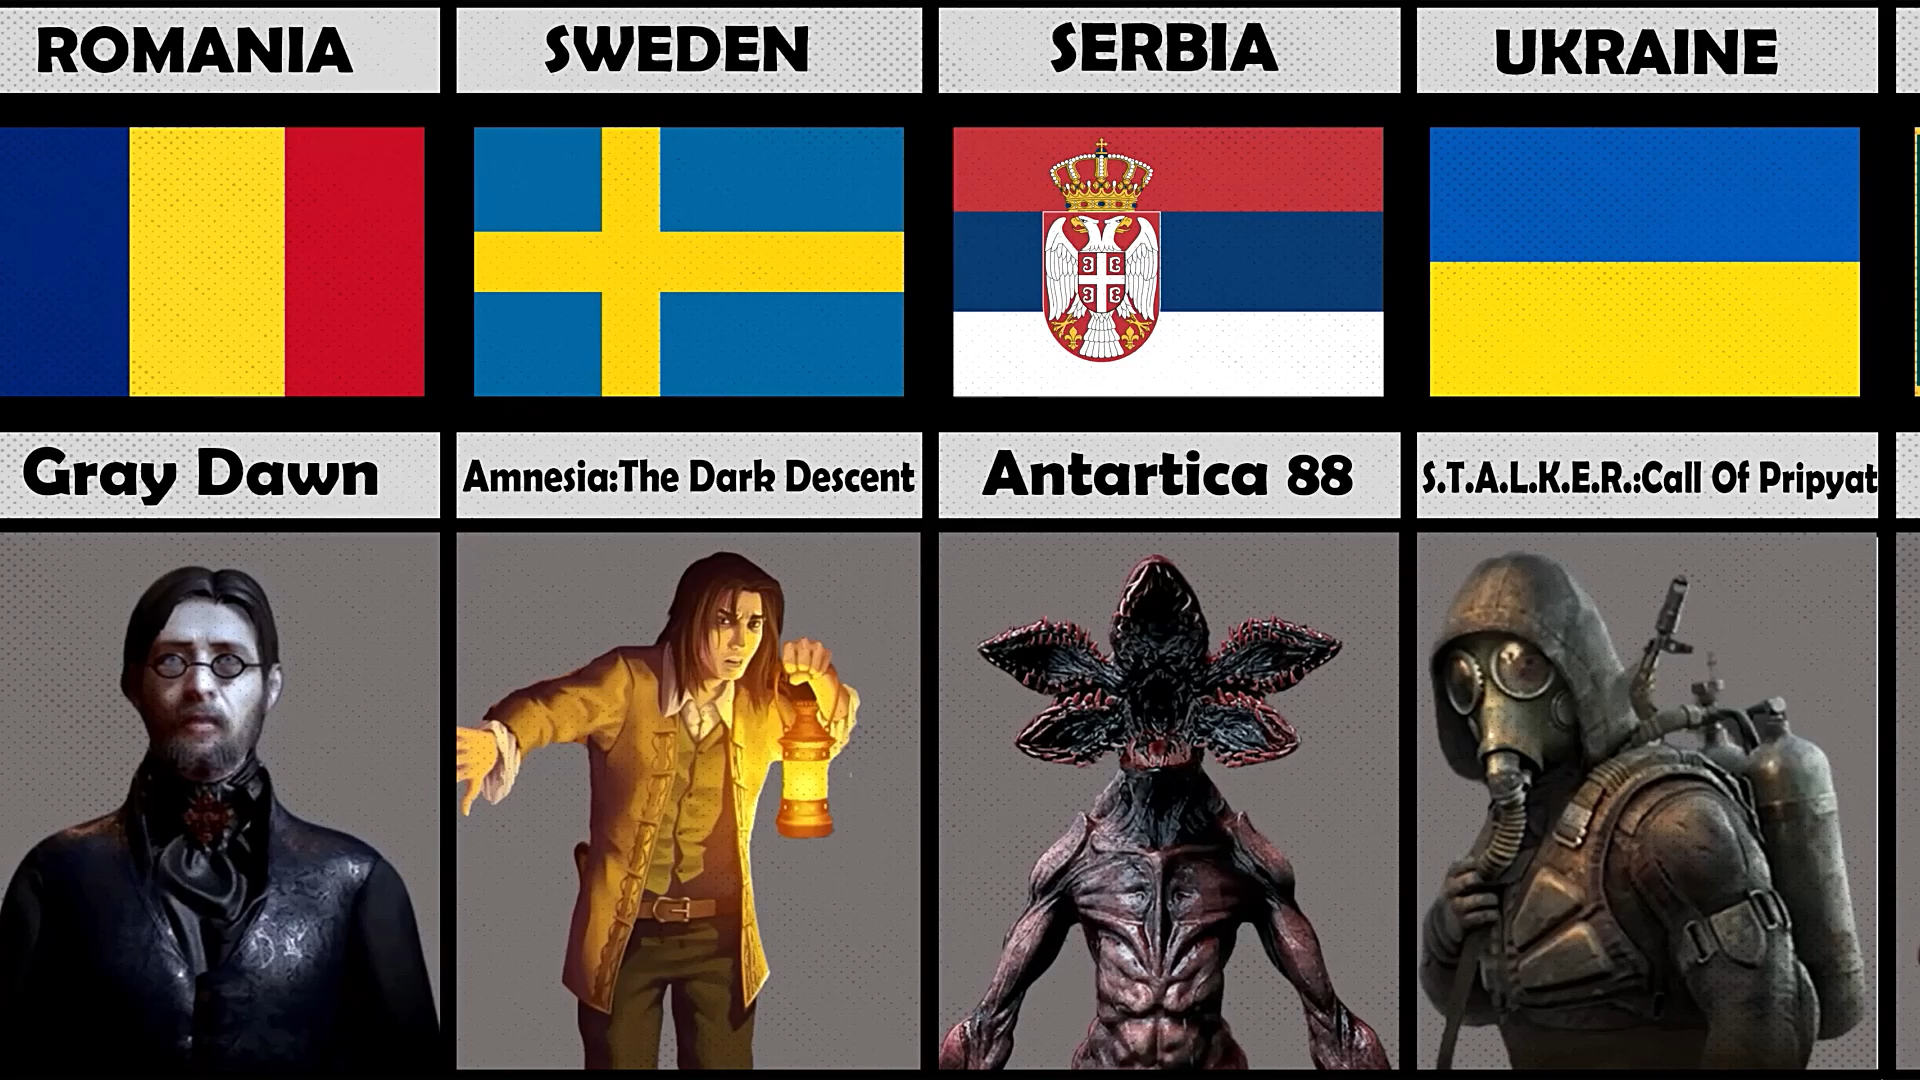 ROMANIA
SWEDEN
SERBIA
UKRAINE
Gray Dawn
Amnesia:The Dark Descent
Antartica 88
S.T.A.L.K.E.R.:Call Of Pripyat